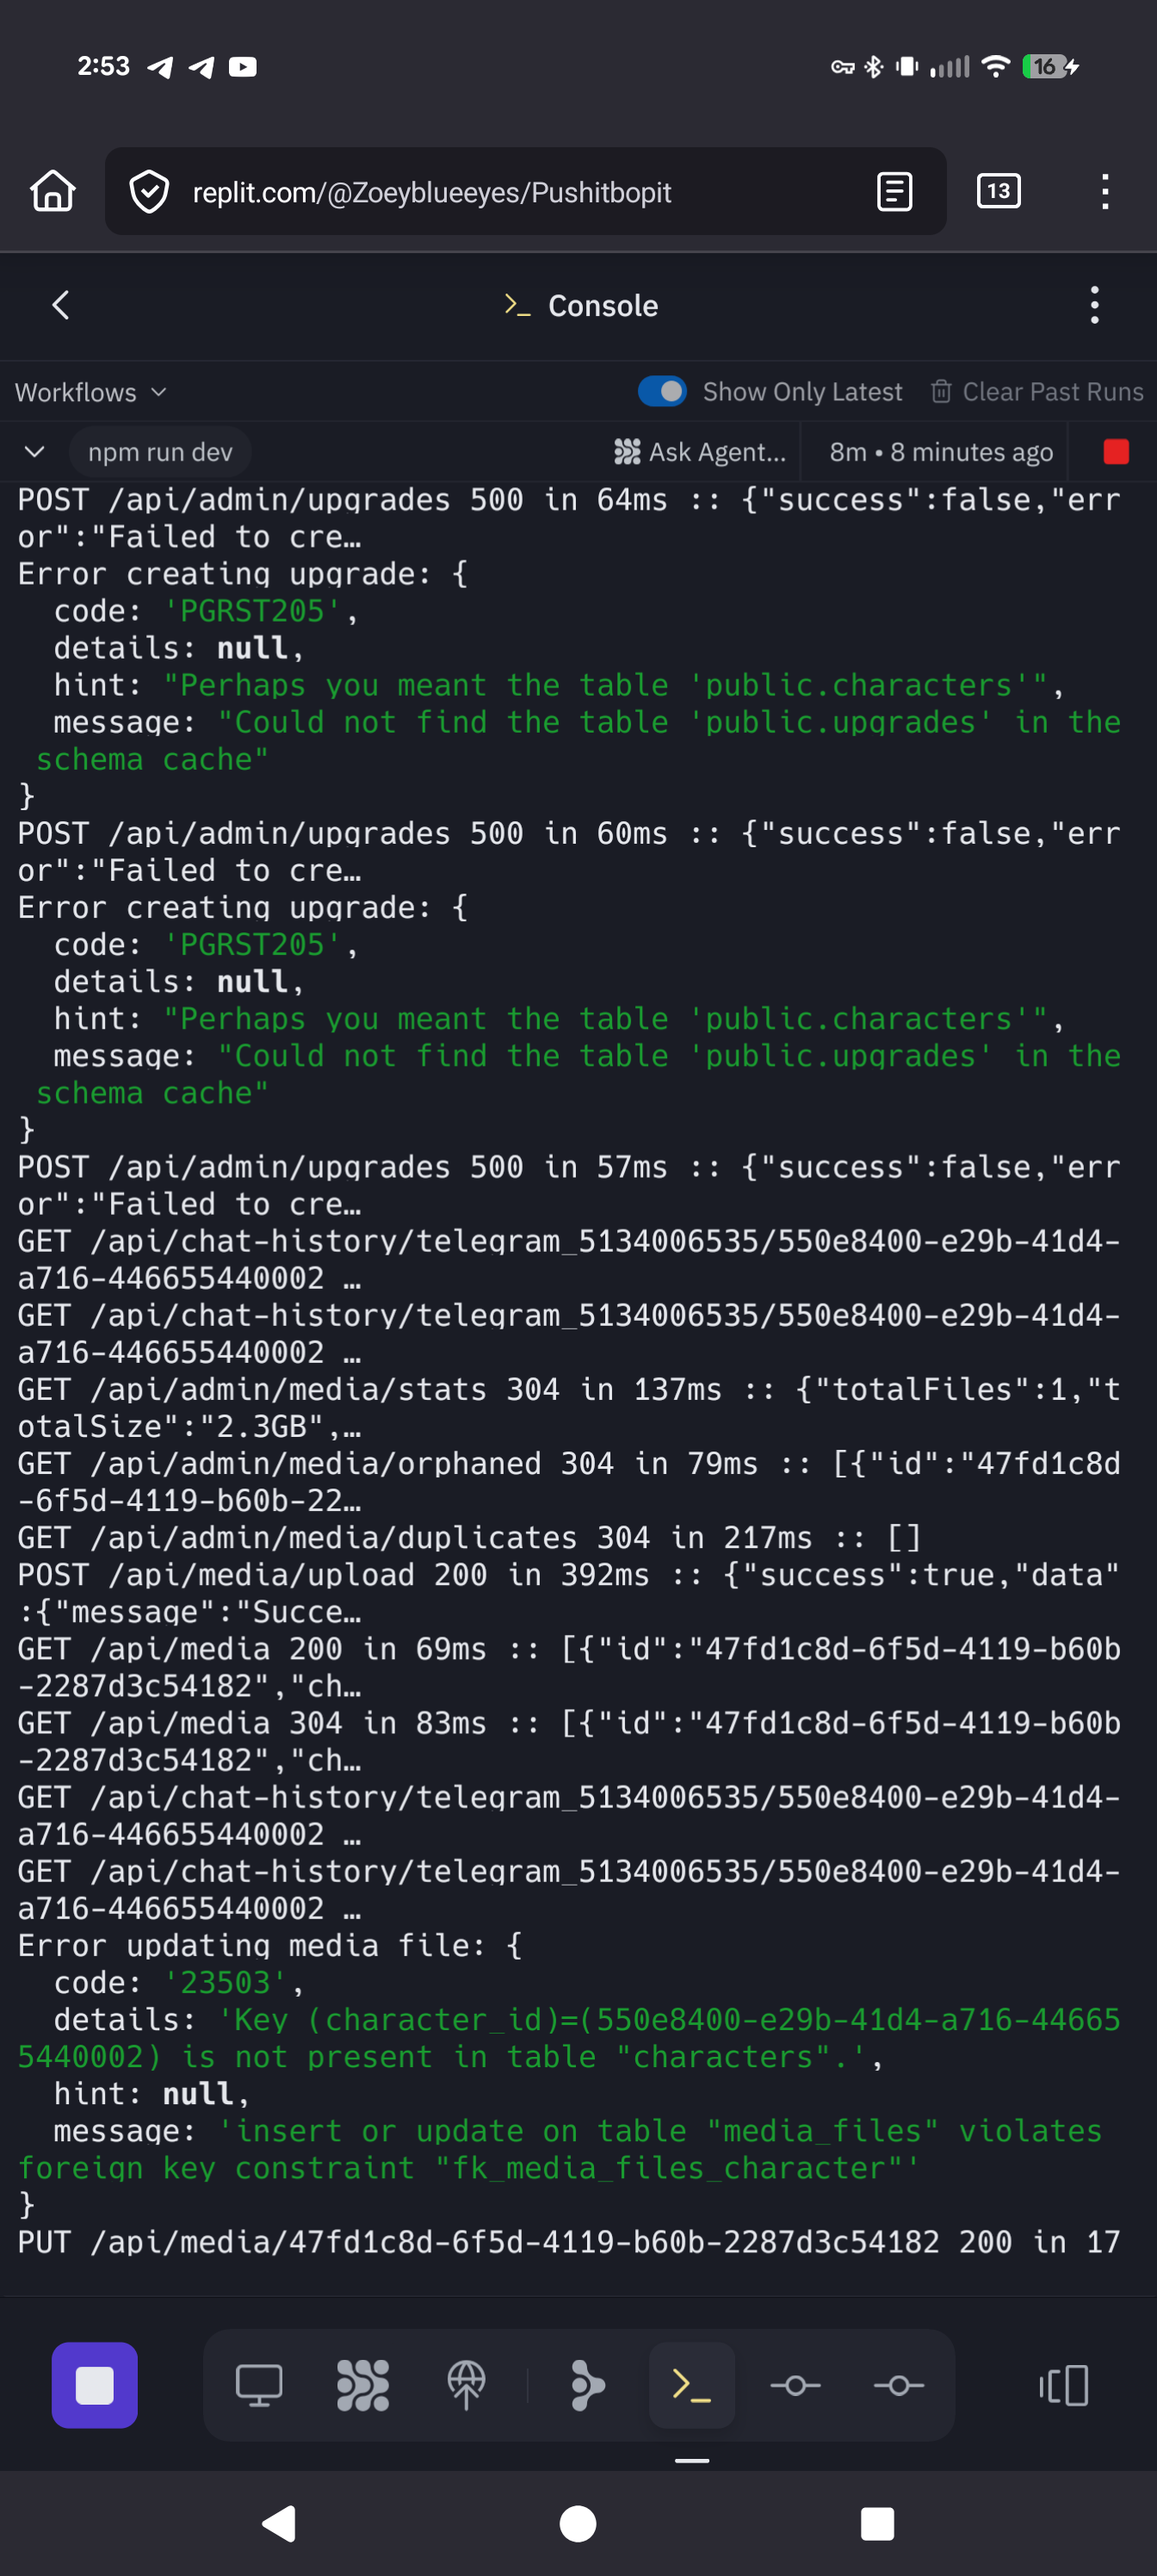 2:53
16
replit.com/@Zoeyblueeyes/Pushitbopit
13
>_ Console
Workflows
Show Only Latest
Clear Past Runs
npm run dev
Ask Agent...
8m • 8 minutes ago
POST /api/admin/upgrades 500 in 64ms :: {"success":false,"err
or":"Failed to cre…
Error creating upgrade: {
  code: 'PGRST205',
  details: null,
  hint: "Perhaps you meant the table 'public.characters'",
  message: "Could not find the table 'public.upgrades' in the
 schema cache"
}
POST /api/admin/upgrades 500 in 60ms :: {"success":false,"err
or":"Failed to cre…
Error creating upgrade: {
  code: 'PGRST205',
  details: null,
  hint: "Perhaps you meant the table 'public.characters'",
  message: "Could not find the table 'public.upgrades' in the
 schema cache"
}
POST /api/admin/upgrades 500 in 57ms :: {"success":false,"err
or":"Failed to cre…
GET /api/chat-history/telegram_5134006535/550e8400-e29b-41d4-
a716-446655440002 …
GET /api/chat-history/telegram_5134006535/550e8400-e29b-41d4-
a716-446655440002 …
GET /api/admin/media/stats 304 in 137ms :: {"totalFiles":1,"t
otalSize":"2.3GB",…
GET /api/admin/media/orphaned 304 in 79ms :: [{"id":"47fd1c8d
-6f5d-4119-b60b-22…
GET /api/admin/media/duplicates 304 in 217ms :: []
POST /api/media/upload 200 in 392ms :: {"success":true,"data"
:{"message":"Succe…
GET /api/media 200 in 69ms :: [{"id":"47fd1c8d-6f5d-4119-b60b
-2287d3c54182","ch…
GET /api/media 304 in 83ms :: [{"id":"47fd1c8d-6f5d-4119-b60b
-2287d3c54182","ch…
GET /api/chat-history/telegram_5134006535/550e8400-e29b-41d4-
a716-446655440002 …
GET /api/chat-history/telegram_5134006535/550e8400-e29b-41d4-
a716-446655440002 …
Error updating media file: {
  code: '23503',
  details: 'Key (character_id)=(550e8400-e29b-41d4-a716-44665
5440002) is not present in table "characters".',
  hint: null,
  message: 'insert or update on table "media_files" violates
foreign key constraint "fk_media_files_character"'
}
PUT /api/media/47fd1c8d-6f5d-4119-b60b-2287d3c54182 200 in 17